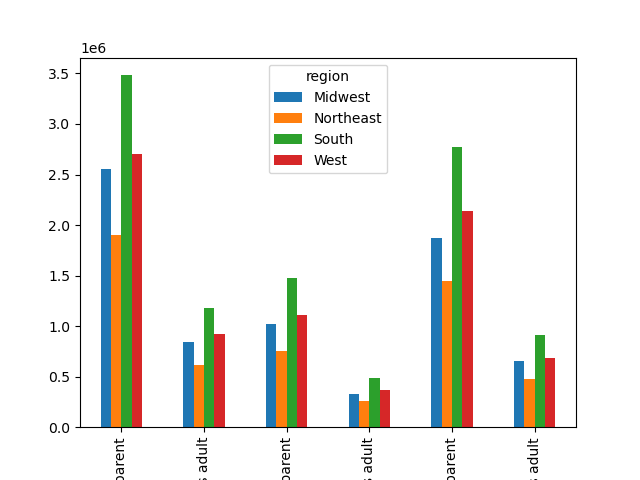 1e6
3.5
3.0
2.5
2.0
1.5
1.0
0.5
0.0
region
Midwest
Northeast
South
West
parent
adult
parent
adult
parent
adult